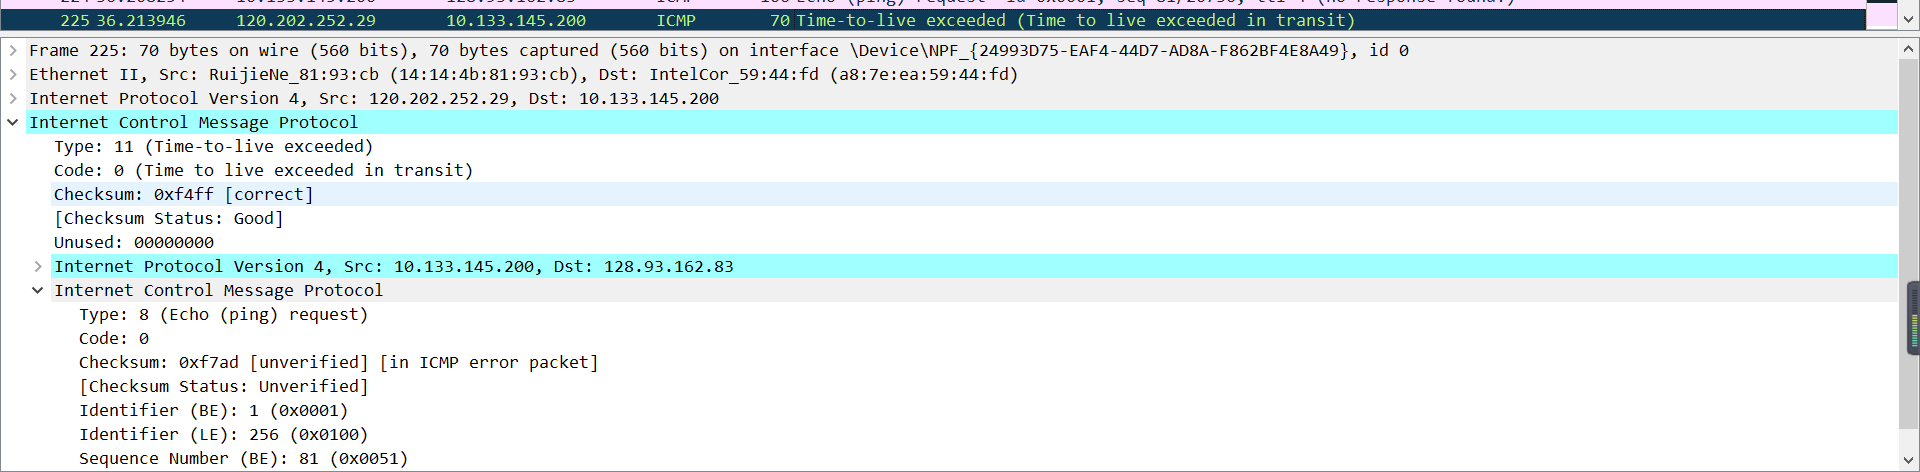 225 36.213946 120.202.252.29 10.133.145.200 ICMP 70 Time-to-live exceeded (Time to live exceeded in transit)
Frame 225: 70 bytes on wire (560 bits), 70 bytes captured (560 bits) on interface \Device\NPF_{24993D75-EAF4-44D7-AD8A-F862BF4E8A49}, id 0
Ethernet II, Src: RuijieNe_81:93:cb (14:14:4b:81:93:cb), Dst: IntelCor_59:44:fd (a8:7e:ea:59:44:fd)
Internet Protocol Version 4, Src: 120.202.252.29, Dst: 10.133.145.200
Internet Control Message Protocol
Type: 11 (Time-to-live exceeded)
Code: 0 (Time to live exceeded in transit)
Checksum: 0xf4ff [correct]
[Checksum Status: Good]
Unused: 00000000
Internet Protocol Version 4, Src: 10.133.145.200, Dst: 128.93.162.83
Internet Control Message Protocol
Type: 8 (Echo (ping) request)
Code: 0
Checksum: 0xf7ad [unverified] [in ICMP error packet]
[Checksum Status: Unverified]
Identifier (BE): 1 (0x0001)
Identifier (LE): 256 (0x0100)
Sequence Number (BE): 81 (0x0051)